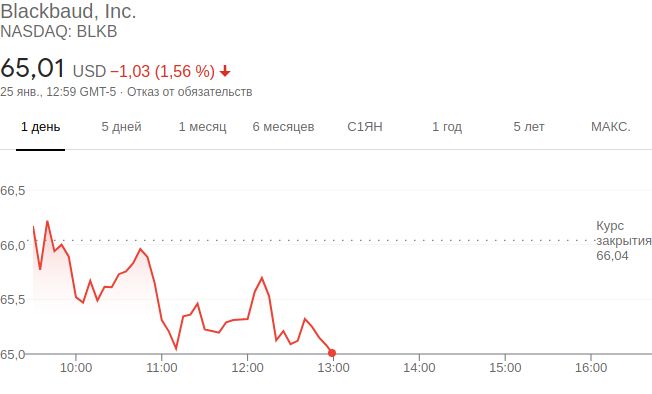 Blackbaud, Inc.
NASDAQ: BLKB
65,01 USD −1,03 (1,56 %)
25 янв., 12:59 GMT-5 · Отказ от обязательств
1 день 5 дней 1 месяц 6 месяцев С1ЯН 1 год 5 лет МАКС.
66,5
Курс
66,0 закрытия
66,04
65,5
65,0
10:00 11:00 12:00 13:00 14:00 15:00 16:00